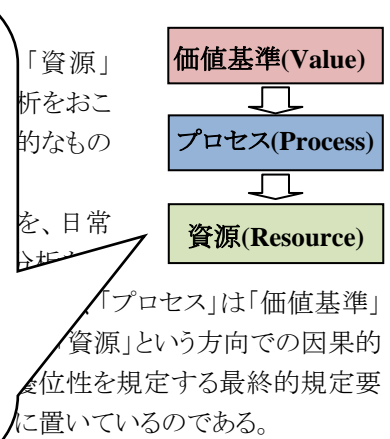 「資源」
析をおこ
的なもの
を、日常
価値基準(Value)
プロセス(Process)
資源(Resource)
「プロセス」は「価値基準」
資源」という方向での因果的
優位性を規定する最終的規定要
に置いているのである。